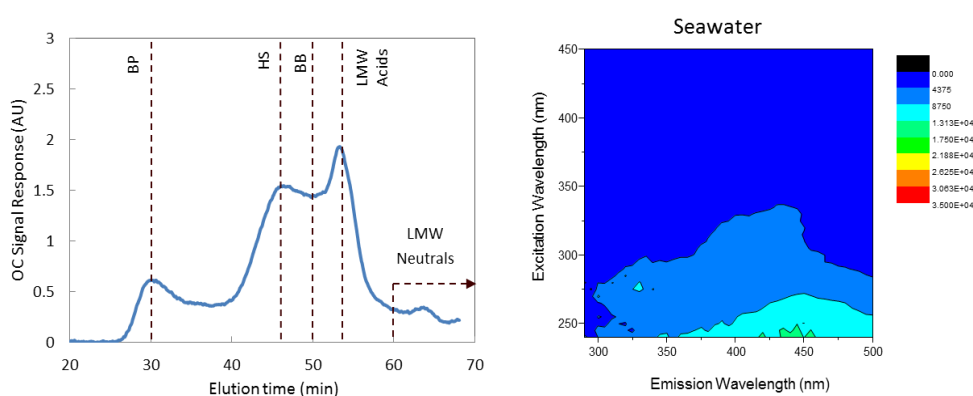 OC Signal Response (AU)
3
2.5
2
1.5
1
0.5
0
20
30
40
50
60
70
Elution time (min)
BP
HS
BB
LMW
Acids
LMW
Neutrals
Seawater
Excitation Wavelength (nm)
450
400
350
300
250
300
350
400
450
500
Emission Wavelength (nm)
0.000
4375
8750
1.313E+04
1.750E+04
2.188E+04
2.625E+04
3.063E+04
3.500E+04